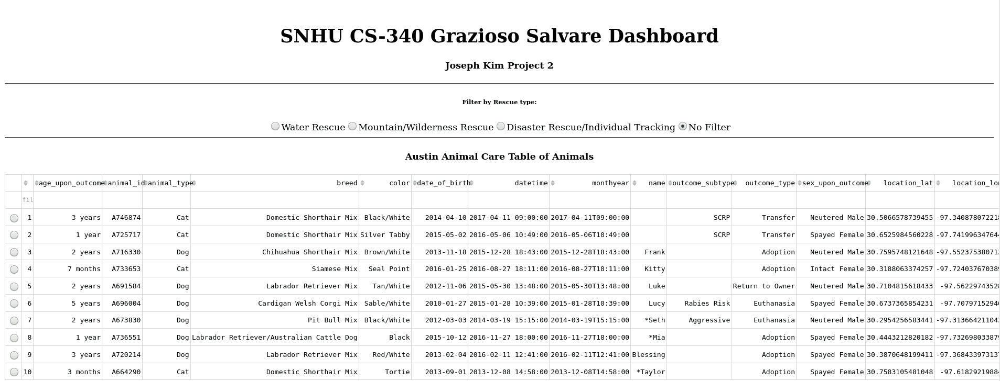 SNHU CS-340 Grazioso Salvare Dashboard
Joseph Kim Project 2
Filter by Rescue type:
Water Rescue Mountain/Wilderness Rescue Disaster Rescue/Individual Tracking No Filter
Austin Animal Care Table of Animals
age_upon_outcome animal_id animal_type breed color date_of_birth datetime monthyear name outcome_subtype outcome_type sex_upon_outcome location_lat location_lon
fil
1 3 years A746874 Cat Domestic Shorthair Mix Black/White 2014-04-10 2017-04-11 09:00:00 2017-04-11T09:00:00 SCRP Transfer Neutered Male 30.5066578739455 -97.340878072218
2 1 year A725717 Cat Domestic Shorthair Mix Silver Tabby 2015-05-02 2016-05-06 10:49:00 2016-05-06T10:49:00 SCRP Transfer Spayed Female 30.6525984560228 -97.741996347644
3 2 years A716330 Dog Chihuahua Shorthair Mix Brown/White 2013-11-18 2015-12-28 18:43:00 2015-12-28T18:43:00 Frank Adoption Neutered Male 30.7595748121648 -97.55237538071
4 7 months A733653 Cat Siamese Mix Seal Point 2016-01-25 2016-08-27 18:11:00 2016-08-27T18:11:00 Kitty Adoption Intact Female 30.3188063374257 -97.72403767038
5 2 years A691584 Dog Labrador Retriever Mix Tan/White 2012-11-06 2015-05-30 13:48:00 2015-05-30T13:48:00 Luke Return to Owner Neutered Male 30.7104815618433 -97.56229743528
6 5 years A696004 Dog Cardigan Welsh Corgi Mix Sable/White 2010-01-27 2015-01-28 10:39:00 2015-01-28T10:39:00 Lucy Rabies Risk Euthanasia Spayed Female 30.6737365854231 -97.7079715294
7 2 years A673830 Dog Pit Bull Mix Black/White 2012-03-03 2014-03-19 15:15:00 2014-03-19T15:15:00 *Seth Aggressive Euthanasia Neutered Male 30.2954256583441 -97.31366421104
8 1 year A736551 Dog Labrador Retriever/Australian Cattle Dog Black 2015-10-12 2016-11-27 18:00:00 2016-11-27T18:00:00 *Mia Adoption Spayed Female 30.4443212820182 -97.73269803387
9 3 years A720214 Dog Labrador Retriever Mix Red/White 2013-02-04 2016-02-11 12:41:00 2016-02-11T12:41:00 Blessing Adoption Spayed Female 30.3870648199411 -97.36843397313
10 3 months A664290 Cat Domestic Shorthair Mix Tortie 2013-09-01 2013-12-08 14:58:00 2013-12-08T14:58:00 *Taylor Adoption Spayed Female 30.7583105481048 -97.61829219884